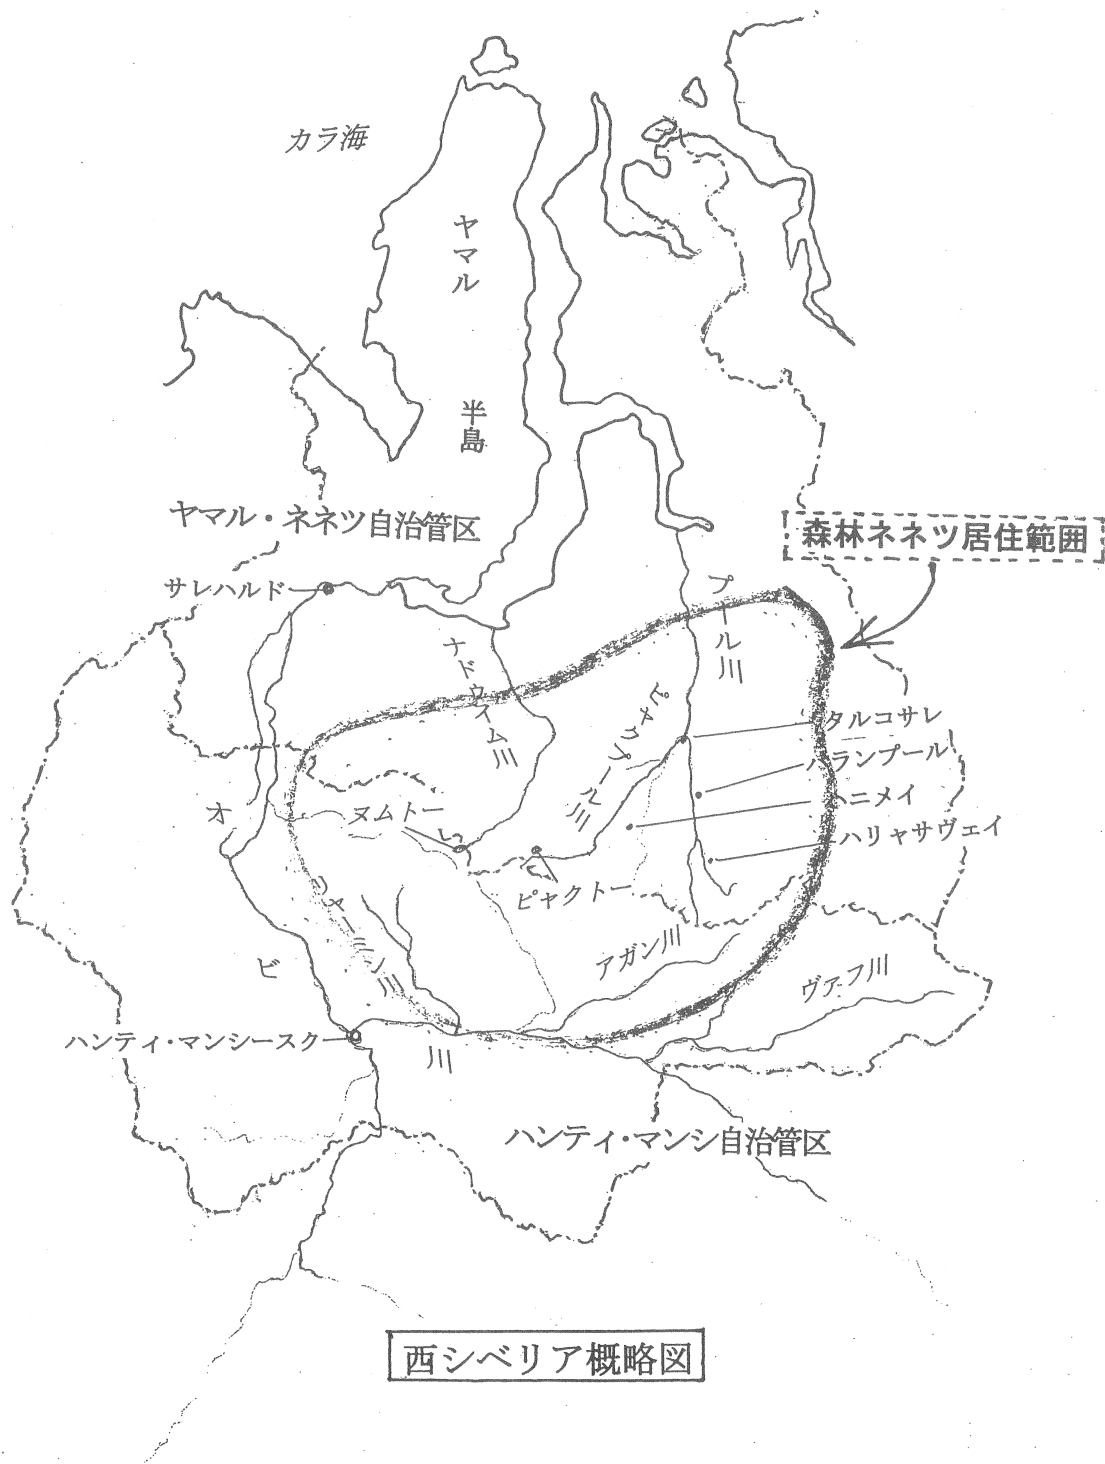 カラ海
ヤマル
半島
ヤマル・ネネツ自治管区
森林ネネツ居住範囲
サレハルド
プール川
ナドゥイム川
ピャクプール川
タルコサレ
ハランプール
ハニメイ
ハリャサヴェイ
ヌムトー
ピャクトー
オビ川
リャーミン川
アガン川
ヴァフ川
ハンティ・マンシースク
ハンティ・マンシ自治管区
西シベリア概略図